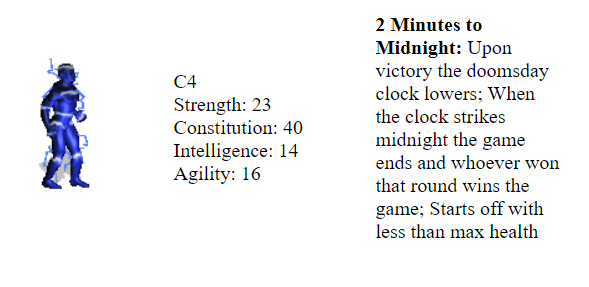 C4
Strength: 23
Constitution: 40
Intelligence: 14
Agility: 16
2 Minutes to
Midnight: Upon
victory the doomsday
clock lowers; When
the clock strikes
midnight the game
ends and whoever won
that round wins the
game; Starts off with
less than max health